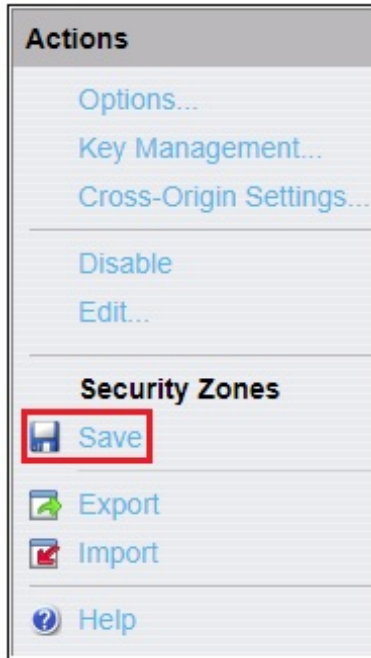 Actions
Options...
Key Management...
Cross-Origin Settings...
Disable
Edit...
Security Zones
Save
Export
Import
Help